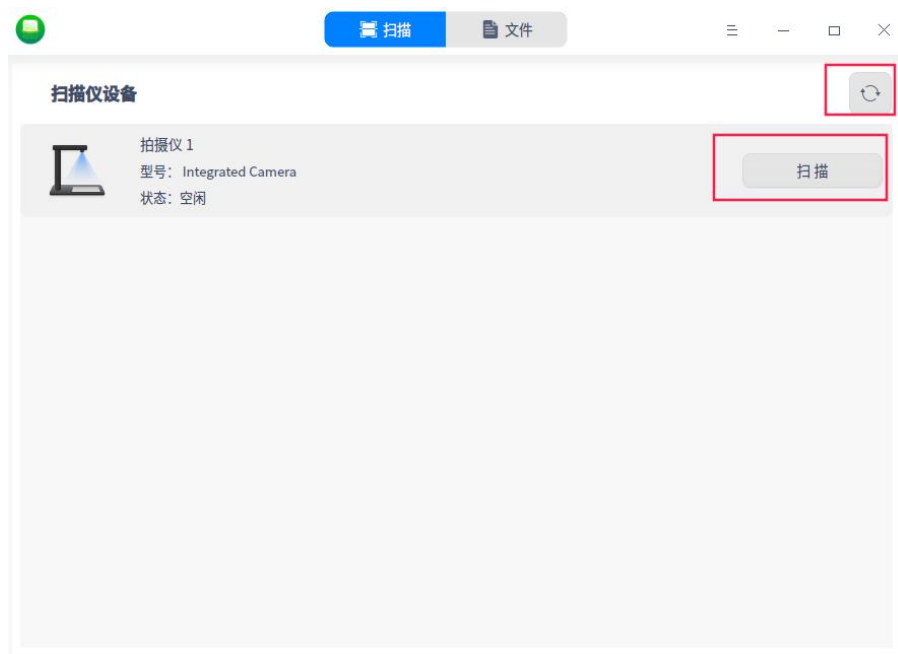 扫描 文件
扫描仪设备
拍摄仪 1
型号： Integrated Camera
状态：空闲
扫 描